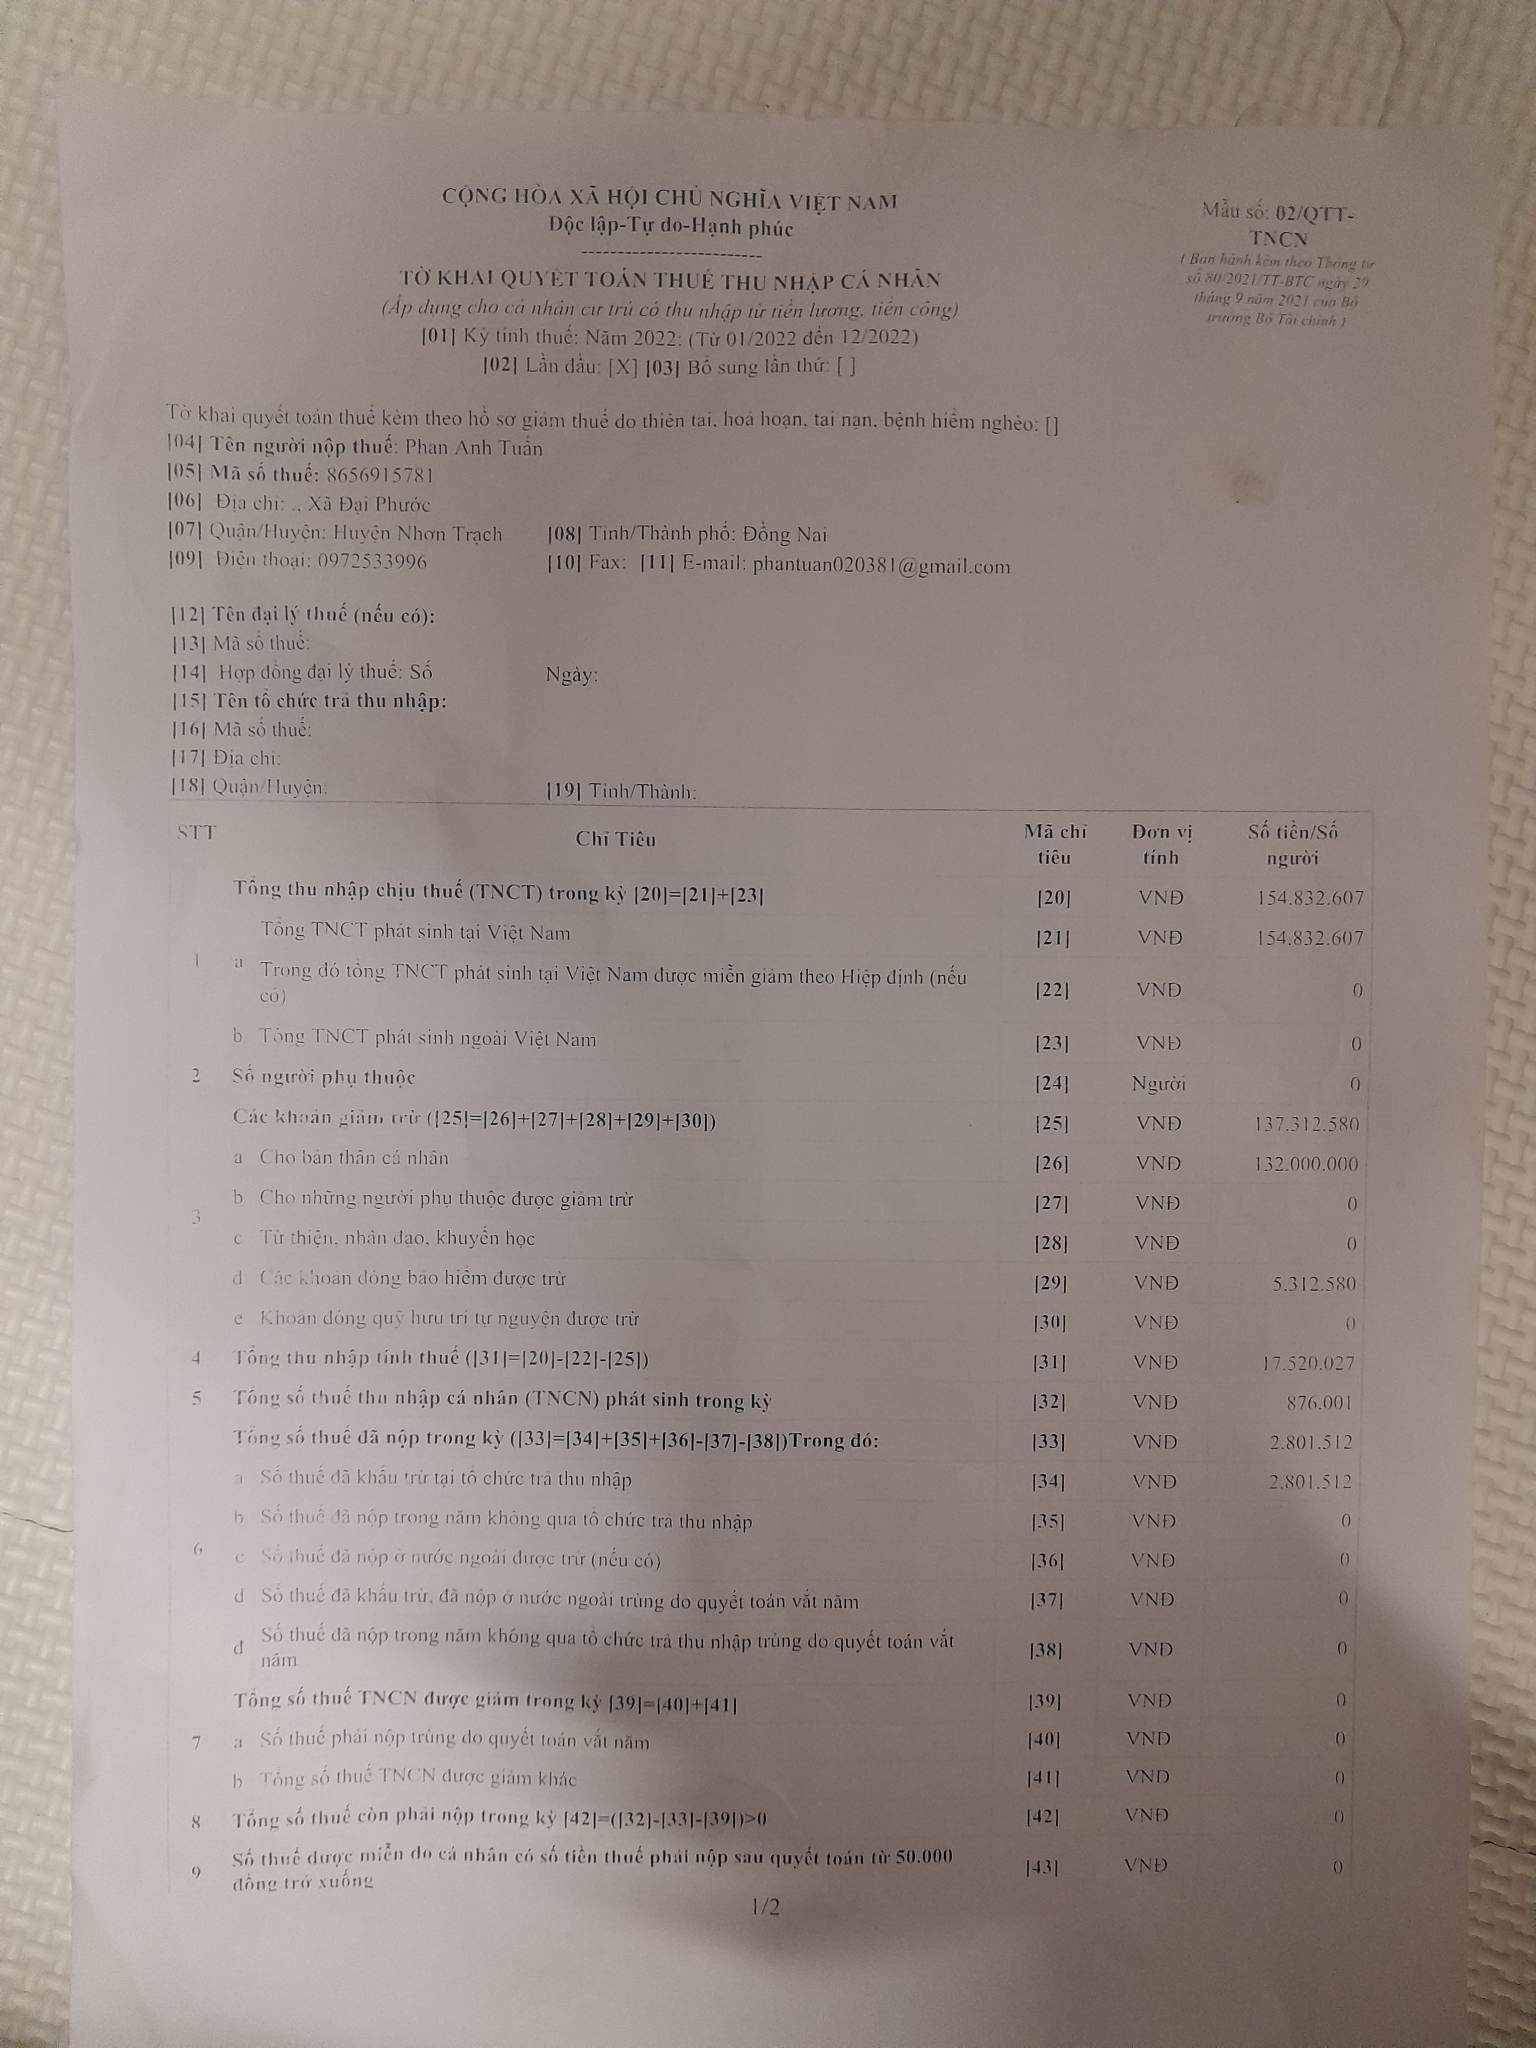 CỘNG HÒA XÃ HỘI CHỦ NGHĨA VIỆT NAM
Độc lập-Tự do-Hạnh phúc
--------------------------
Mẫu số: 02/QTT-
TNCN
( Ban hành kèm theo Thông tư
số 80/2021/TT-BTC ngày 29
tháng 9 năm 2021 của Bộ
trưởng Bộ Tài chính )
TỜ KHAI QUYẾT TOÁN THUẾ THU NHẬP CÁ NHÂN
(Áp dụng cho cá nhân cư trú có thu nhập từ tiền lương, tiền công)
[01] Kỳ tính thuế: Năm 2022: (Từ 01/2022 đến 12/2022)
[02] Lần đầu: [X] [03] Bổ sung lần thứ: [ ]
Tờ khai quyết toán thuế kèm theo hồ sơ giảm thuế do thiên tai, hoả hoạn, tai nạn, bệnh hiểm nghèo: []
[04] Tên người nộp thuế: Phan Anh Tuấn
[05] Mã số thuế: 8656915781
[06] Địa chỉ: ., Xã Đại Phước
[07] Quận/Huyện: Huyện Nhơn Trạch [08] Tỉnh/Thành phố: Đồng Nai
[09] Điện thoại: 0972533996 [10] Fax: [11] E-mail: phantuan020381@gmail.com
[12] Tên đại lý thuế (nếu có):
[13] Mã số thuế:
[14] Hợp đồng đại lý thuế: Số Ngày:
[15] Tên tổ chức trả thu nhập:
[16] Mã số thuế:
[17] Địa chỉ:
[18] Quận/Huyện: [19] Tỉnh/Thành:
STT Chỉ Tiêu Mã chỉ tiêu Đơn vị tính Số tiền/Số người
Tổng thu nhập chịu thuế (TNCT) trong kỳ [20]=[21]+[23] [20] VNĐ 154.832.607
Tổng TNCT phát sinh tại Việt Nam [21] VNĐ 154.832.607
1 a Trong đó tổng TNCT phát sinh tại Việt Nam được miễn giảm theo Hiệp định (nếu
có) [22] VNĐ 0
b Tổng TNCT phát sinh ngoài Việt Nam [23] VNĐ 0
2 Số người phụ thuộc [24] Người 0
Các khoản giảm trừ ([25]=[26]+[27]+[28]+[29]+[30]) [25] VNĐ 137.312.580
a Cho bản thân cá nhân [26] VNĐ 132.000.000
b Cho những người phụ thuộc được giảm trừ [27] VNĐ 0
3
c Từ thiện, nhân đạo, khuyến học [28] VNĐ 0
d Các khoản đóng bảo hiểm được trừ [29] VNĐ 5.312.580
e Khoản đóng quỹ hưu trí tự nguyện được trừ [30] VNĐ 0
4 Tổng thu nhập tính thuế ([31]=[20]-[22]-[25]) [31] VNĐ 17.520.027
5 Tổng số thuế thu nhập cá nhân (TNCN) phát sinh trong kỳ [32] VNĐ 876.001
Tổng số thuế đã nộp trong kỳ ([33]=[34]+[35]+[36]-[37]-[38])Trong đó: [33] VNĐ 2.801.512
a Số thuế đã khấu trừ tại tổ chức trả thu nhập [34] VNĐ 2.801.512
b Số thuế đã nộp trong năm không qua tổ chức trả thu nhập [35] VNĐ 0
6 c Số thuế đã nộp ở nước ngoài được trừ (nếu có) [36] VNĐ 0
d Số thuế đã khấu trừ, đã nộp ở nước ngoài trùng do quyết toán vắt năm [37] VNĐ 0
đ Số thuế đã nộp trong năm không qua tổ chức trả thu nhập trùng do quyết toán vắt
năm [38] VNĐ 0
Tổng số thuế TNCN được giảm trong kỳ [39]=[40]+[41] [39] VNĐ 0
7 a Số thuế phải nộp trùng do quyết toán vắt năm [40] VNĐ 0
b Tổng số thuế TNCN được giảm khác [41] VNĐ 0
8 Tổng số thuế còn phải nộp trong kỳ [42]=([32]-[33]-[39])>0 [42] VNĐ 0
9 Số thuế được miễn do cá nhân có số tiền thuế phải nộp sau quyết toán từ 50.000
đồng trở xuống [43] VNĐ 0
1/2